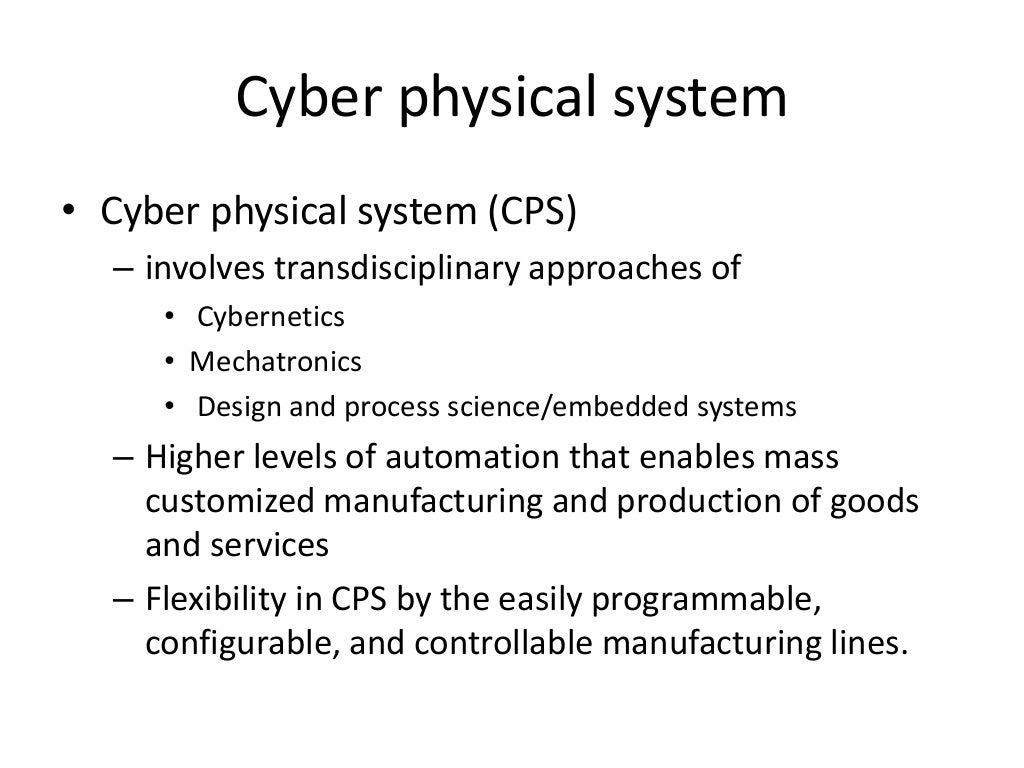 Cyber physical system
• Cyber physical system (CPS)
– involves transdisciplinary approaches of
• Cybernetics
• Mechatronics
• Design and process science/embedded systems
– Higher levels of automation that enables mass
customized manufacturing and production of goods
and services
– Flexibility in CPS by the easily programmable,
configurable, and controllable manufacturing lines.